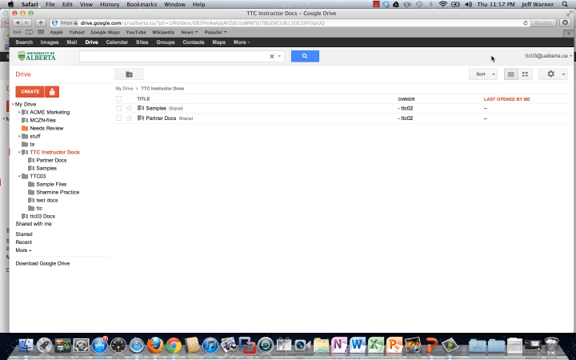 Safari File Edit View History Bookmarks Window Help
Thu 11:57 PM Jeff Warner
TTC Instructor Docs – Google Drive
Apple Yahoo! Google Maps YouTube Wikipedia News Popular
Search Images Mail Drive Calendar Sites Groups Contacts Maps More
UNIVERSITY OF
ALBERTA
ttc03@ualberta.ca
Drive
Sort
CREATE
My Drive
ACME Marketing
MCZN-files
Needs Review
stuff
ta
TTC Instructor Docs
Partner Docs
Samples
TTC03
Sample Files
Sharmine Practice
test docs
ttc
ttc03 Docs
Shared with me
Starred
Recent
More
Download Google Drive
My Drive TTC Instructor Docs
TITLE OWNER LAST OPENED BY ME
Samples Shared - ttc02 –
Partner Docs Shared - ttc02 –